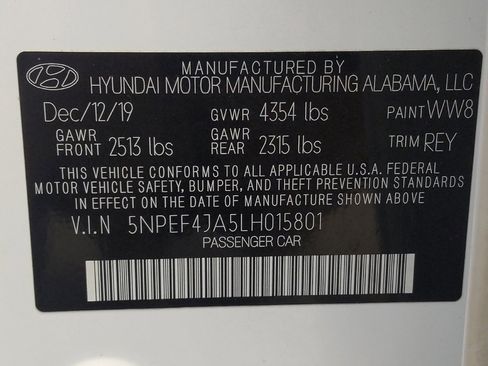 MANUFACTURED BY
HYUNDAI MOTOR MANUFACTURING ALABAMA, LLC
Dec/12/19 GVWR 4354 lbs PAINT WW8
GAWR FRONT 2513 lbs GAWR REAR 2315 lbs TRIM REY
THIS VEHICLE CONFORMS TO ALL APPLICABLE U.S.A. FEDERAL
MOTOR VEHICLE SAFETY, BUMPER, AND THEFT PREVENTION STANDARDS
IN EFFECT ON THE DATE OF MANUFACTURE SHOWN ABOVE
V.I.N 5NPEF4JA5LH015801
PASSENGER CAR